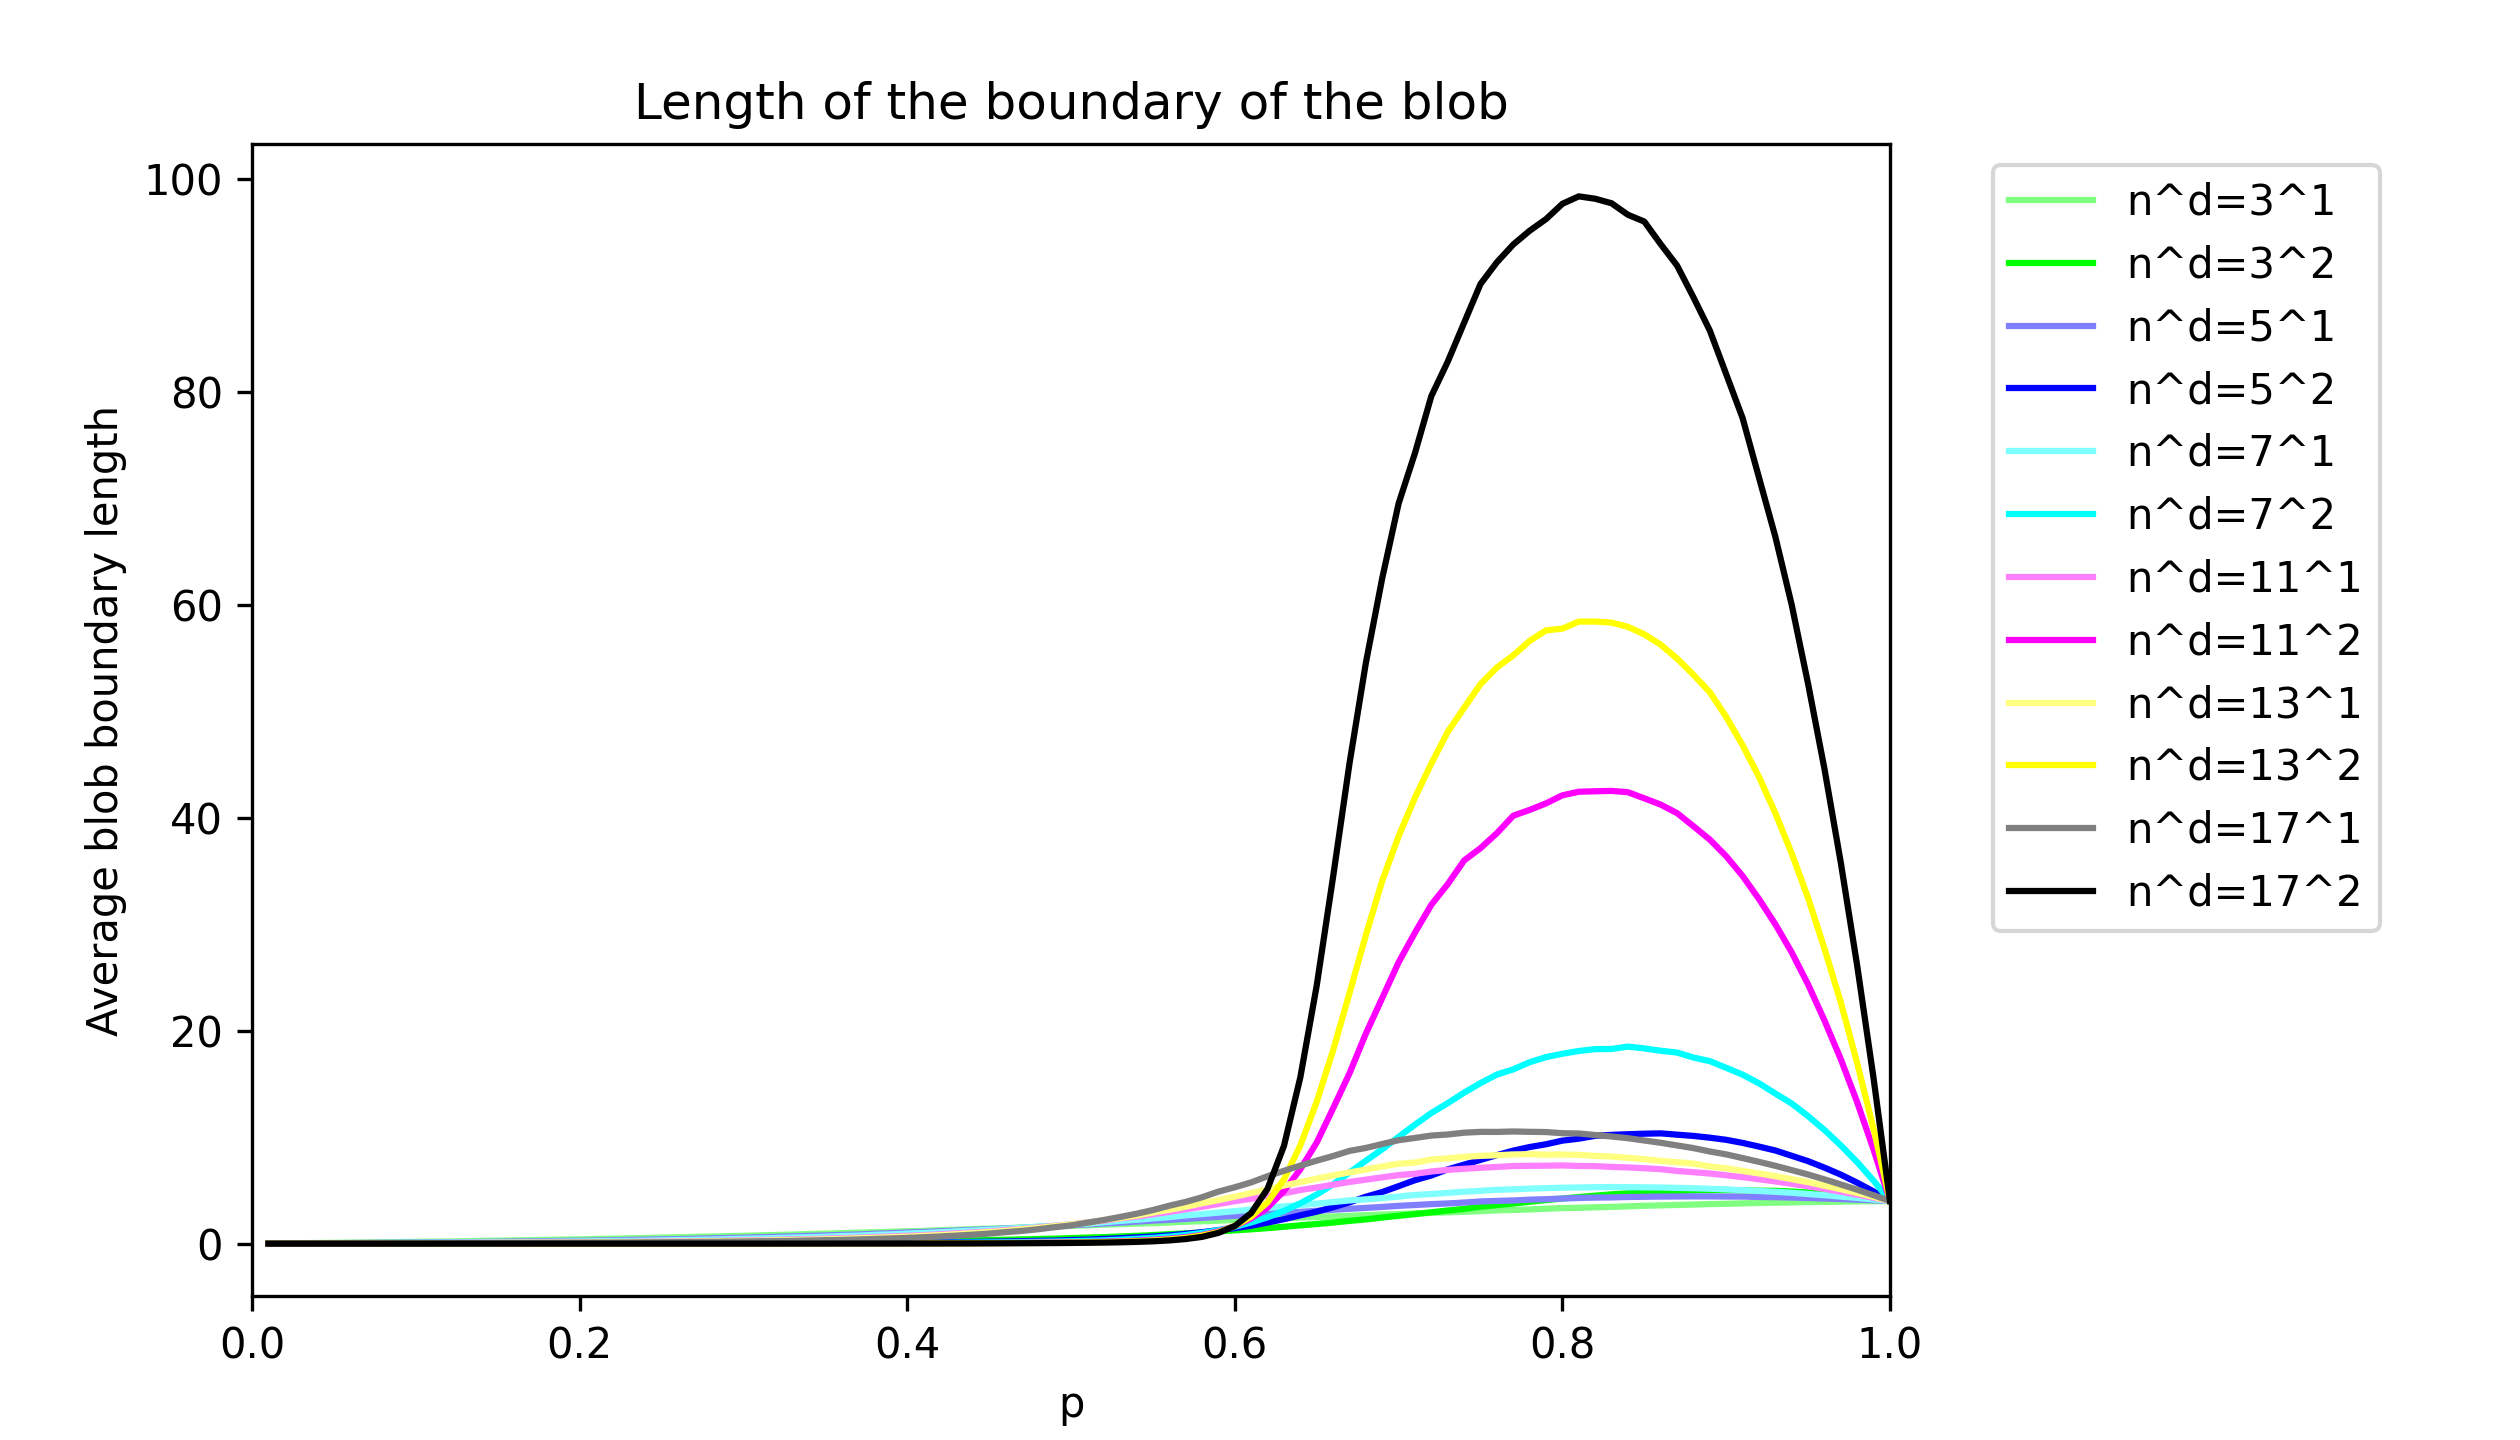 Length of the boundary of the blob
Average blob boundary length
100
80
60
40
20
0
0.0
0.2
0.4
0.6
0.8
1.0
p
n^d=3^1
n^d=3^2
n^d=5^1
n^d=5^2
n^d=7^1
n^d=7^2
n^d=11^1
n^d=11^2
n^d=13^1
n^d=13^2
n^d=17^1
n^d=17^2